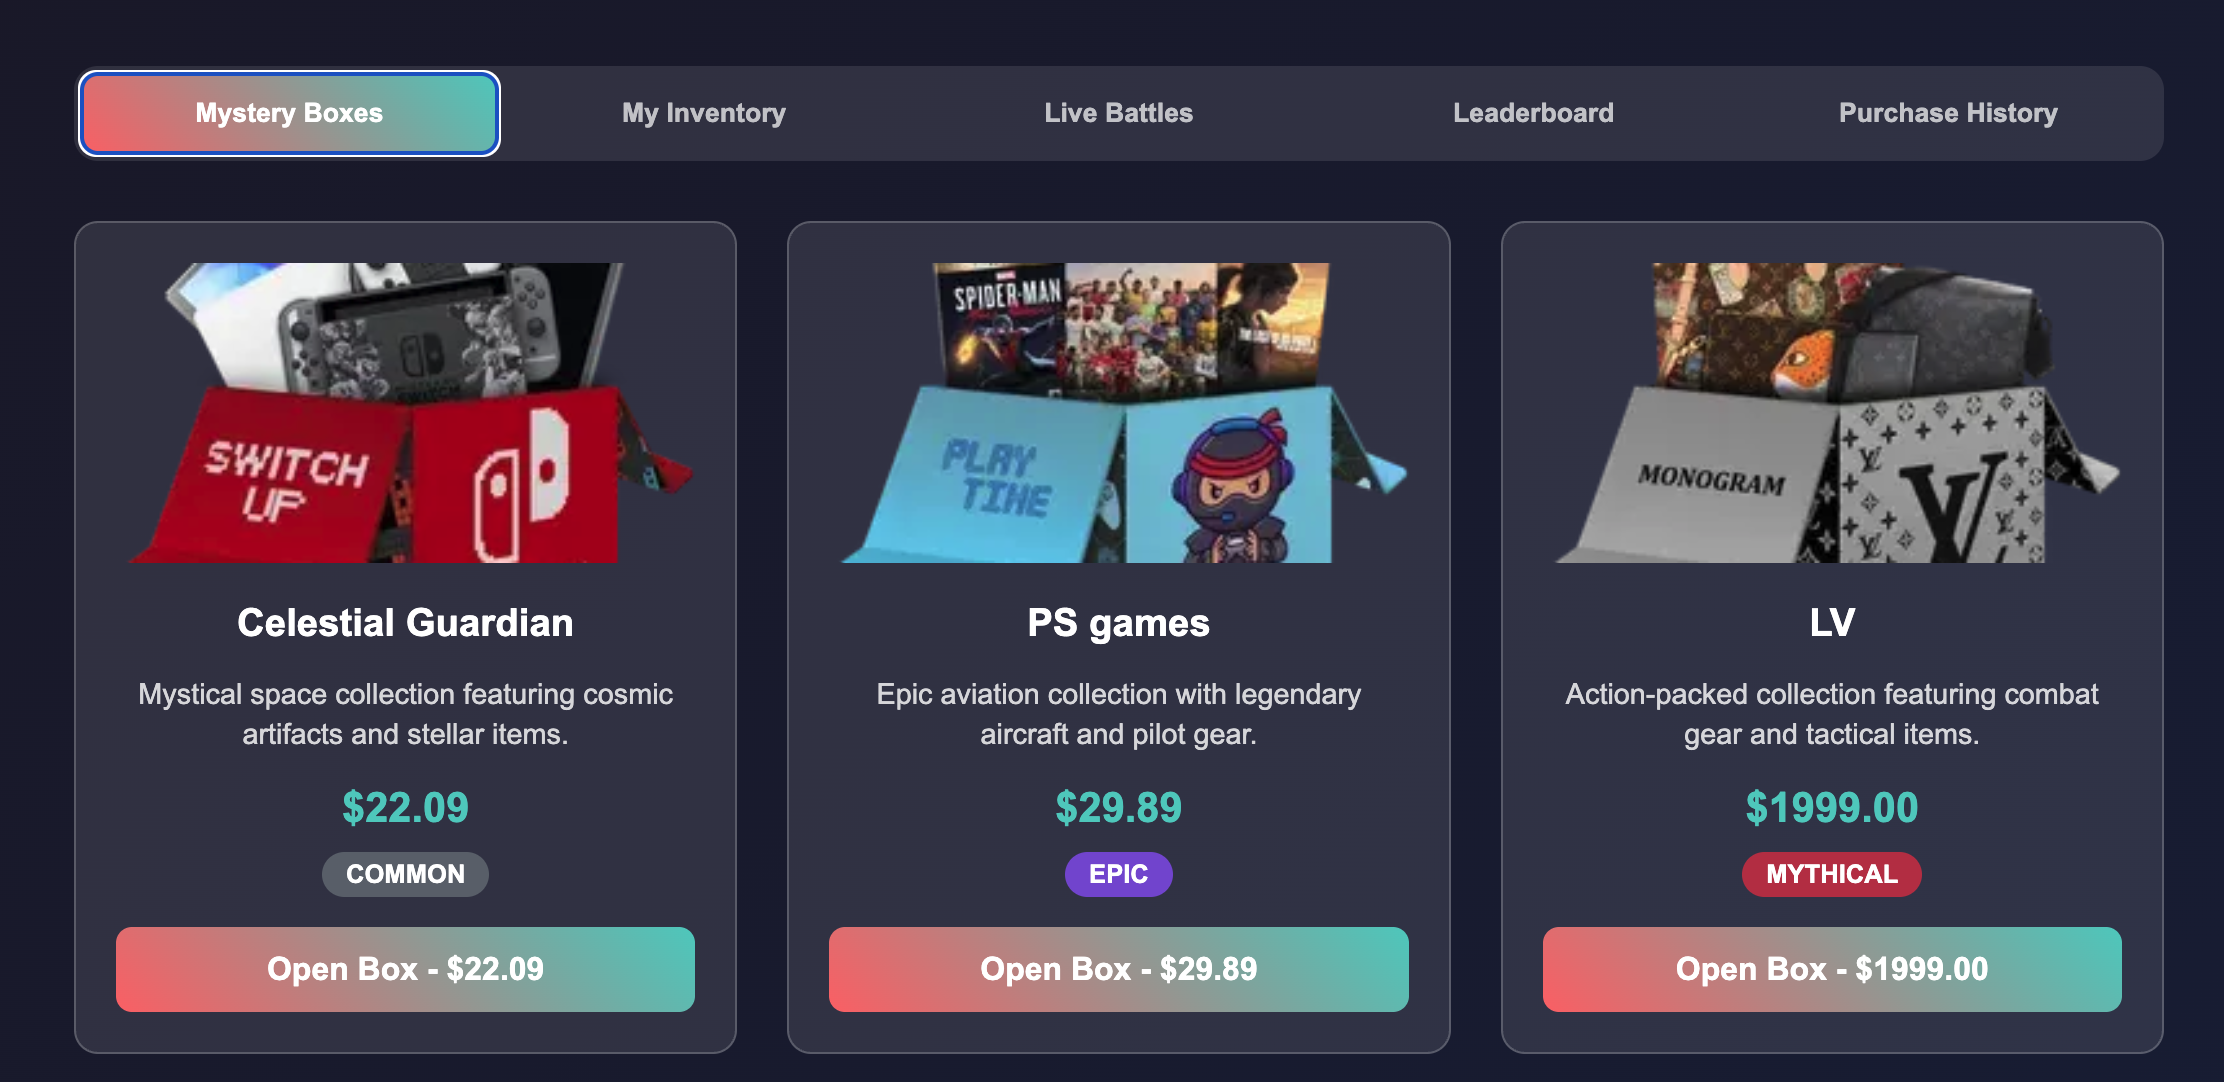 Mystery Boxes
My Inventory
Live Battles
Leaderboard
Purchase History
SWITCH
UP
Celestial Guardian
Mystical space collection featuring cosmic
artifacts and stellar items.
$22.09
COMMON
Open Box - $22.09
MARVEL
SPIDER-MAN
PLAY
TIME
PS games
Epic aviation collection with legendary
aircraft and pilot gear.
$29.89
EPIC
Open Box - $29.89
MONOGRAM
LV
LV
Action-packed collection featuring combat
gear and tactical items.
$1999.00
MYTHICAL
Open Box - $1999.00